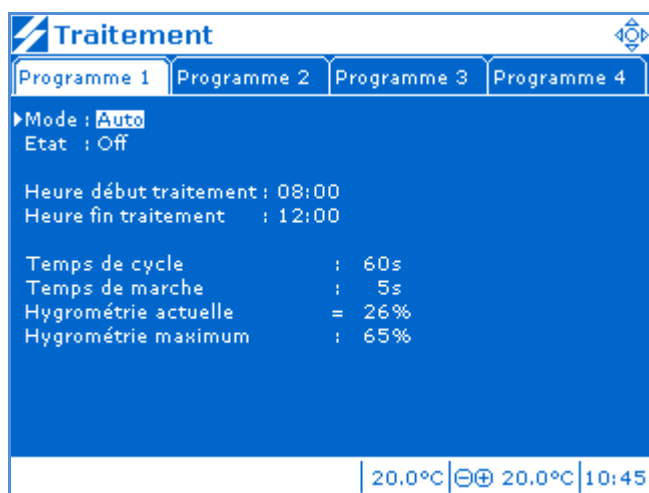 Traitement
Programme 1 Programme 2 Programme 3 Programme 4
Mode : Auto
Etat : Off
Heure début traitement : 08:00
Heure fin traitement : 12:00
Temps de cycle : 60s
Temps de marche : 5s
Hygrométrie actuelle = 26%
Hygrométrie maximum : 65%
20.0°C 20.0°C 10:45